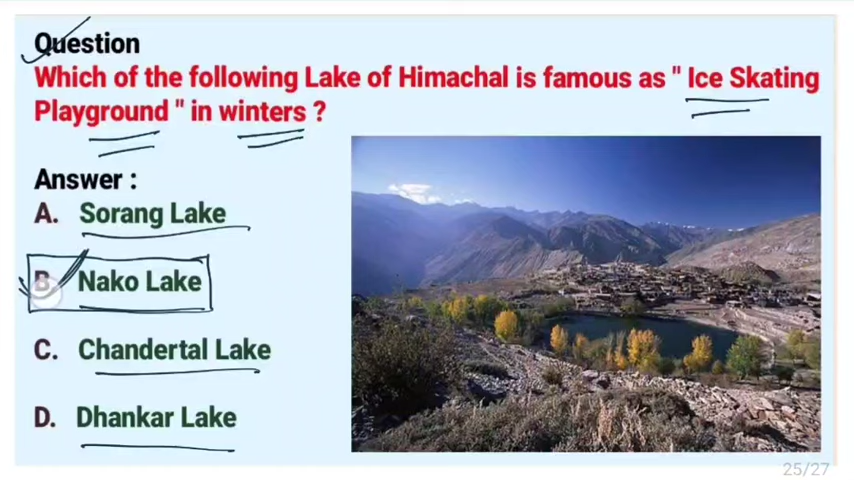 Question
Which of the following Lake of Himachal is famous as " Ice Skating
Playground " in winters ?
Answer :
A. Sorang Lake
B. Nako Lake
C. Chandertal Lake
D. Dhankar Lake
25/27